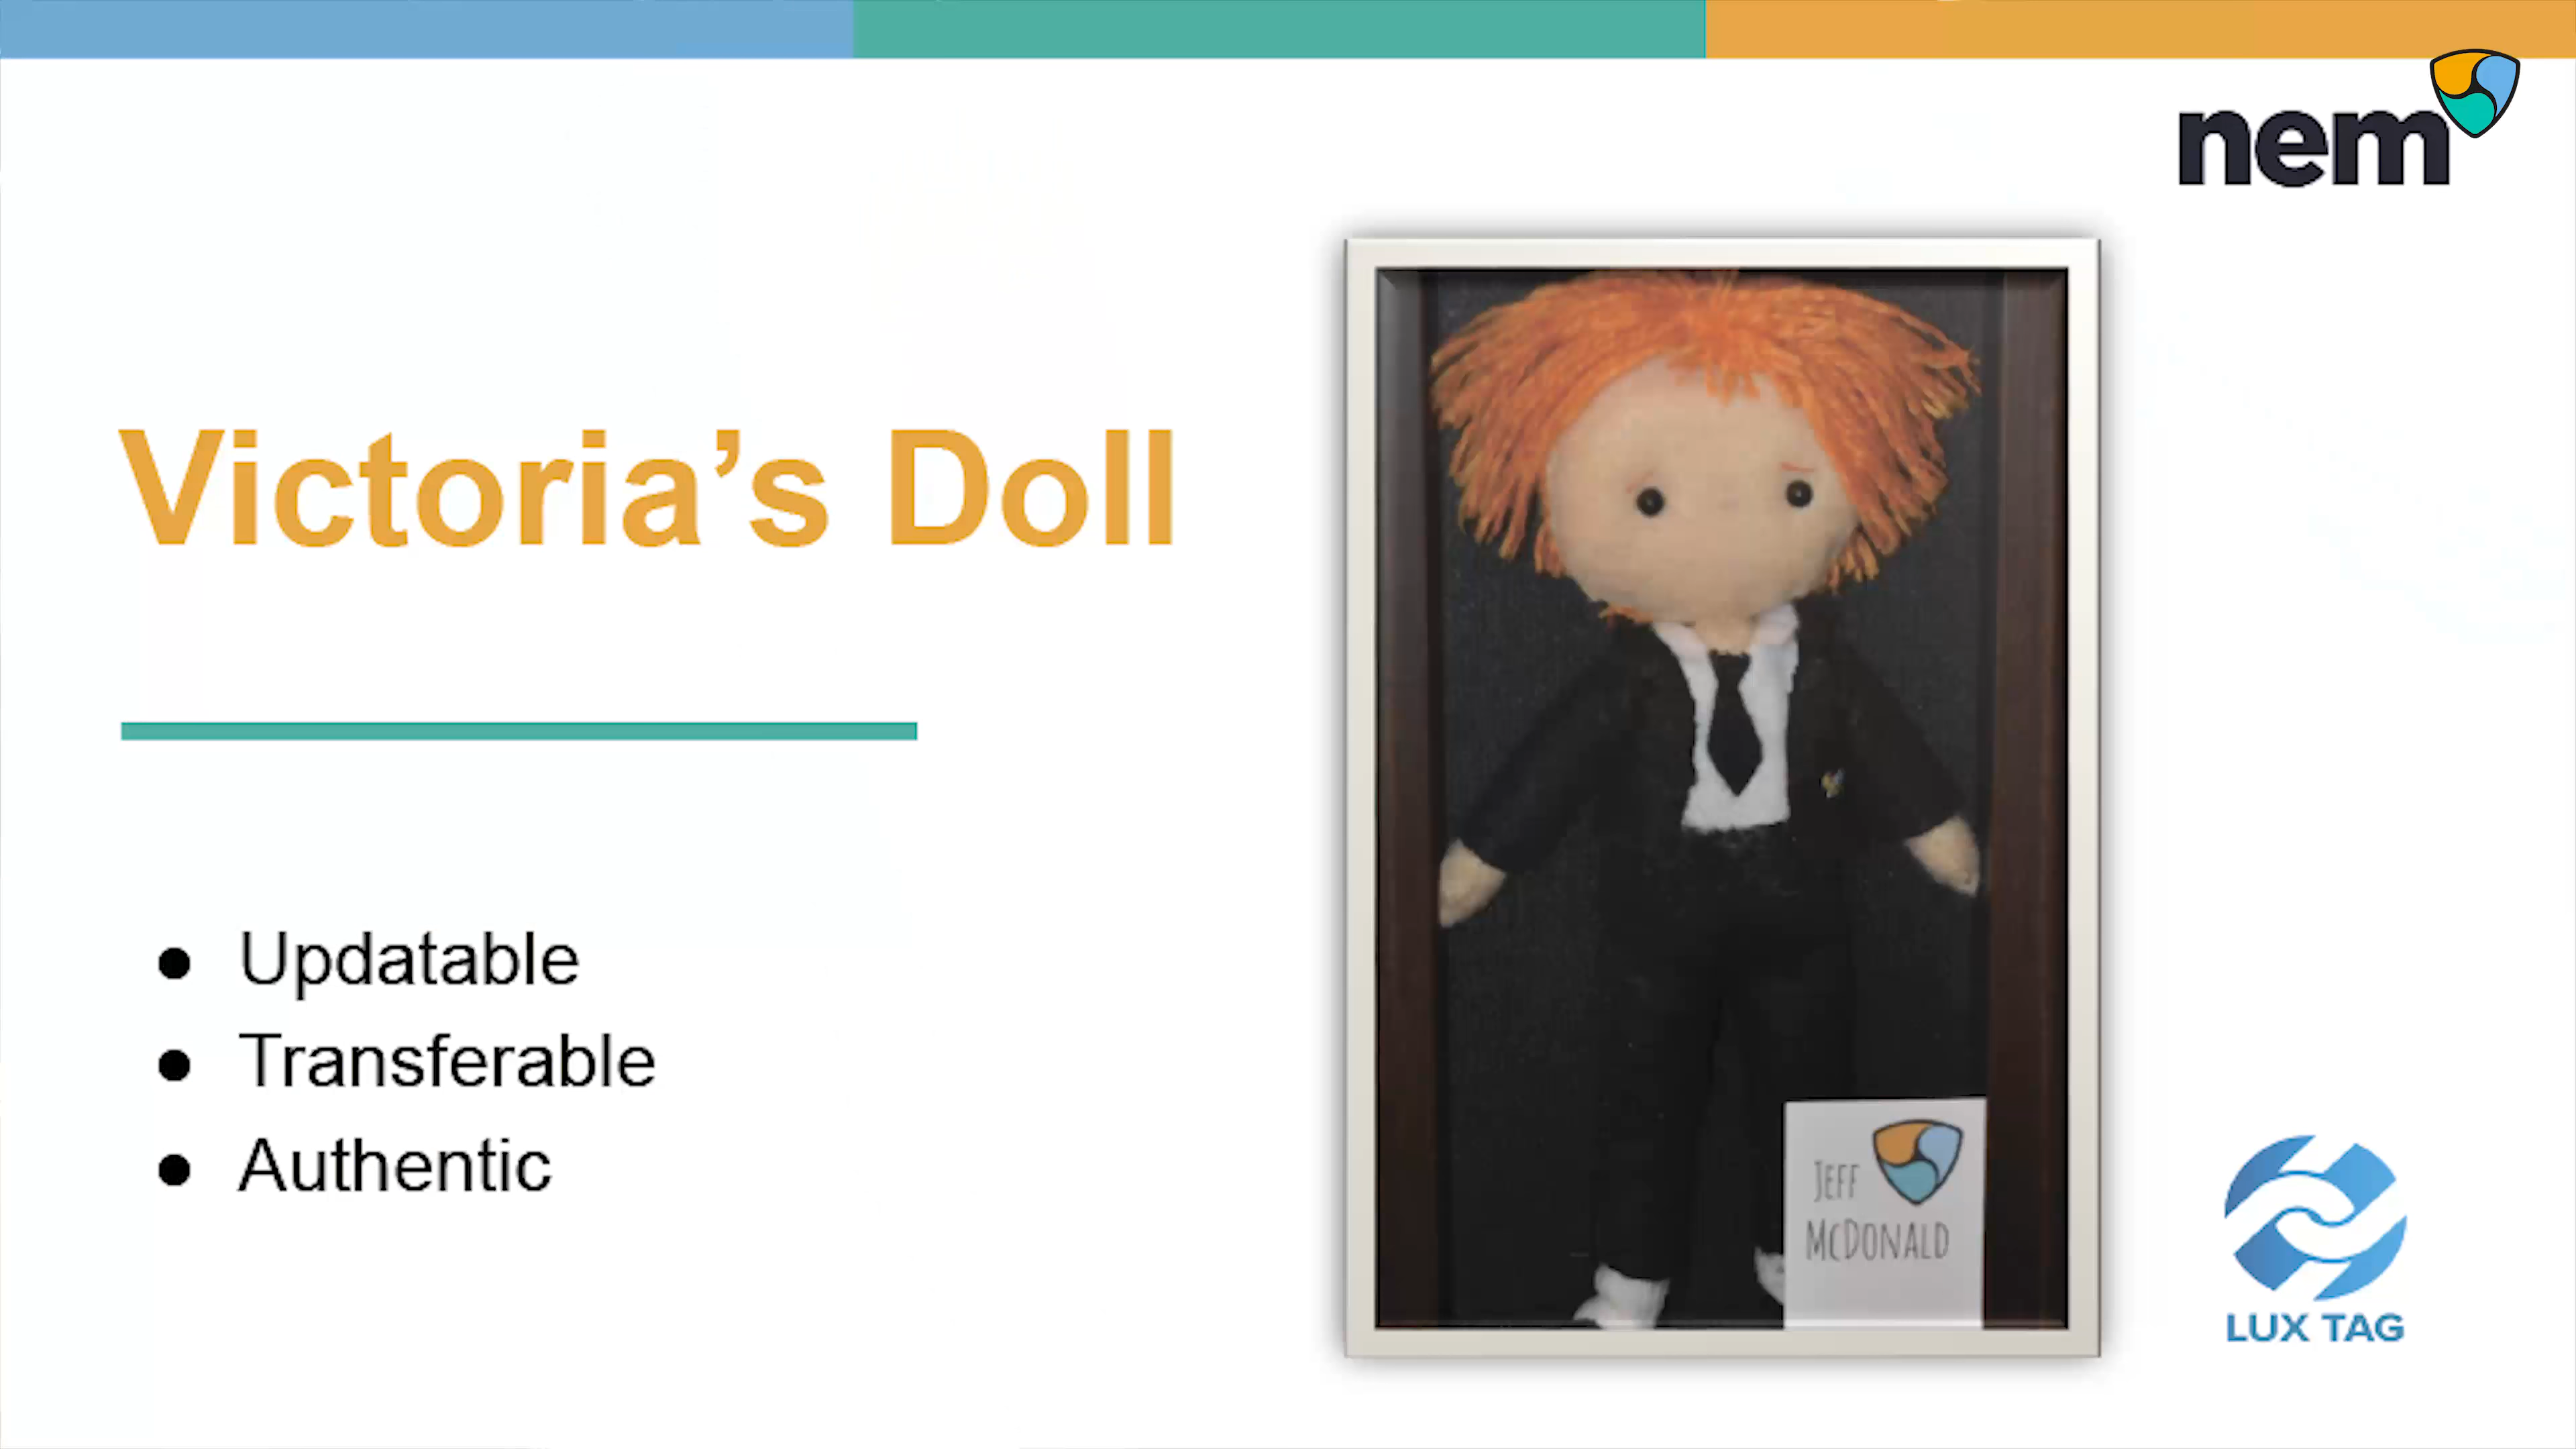 nem
Victoria’s Doll
Updatable
Transferable
Authentic
JEFF
MCDONALD
LUX TAG